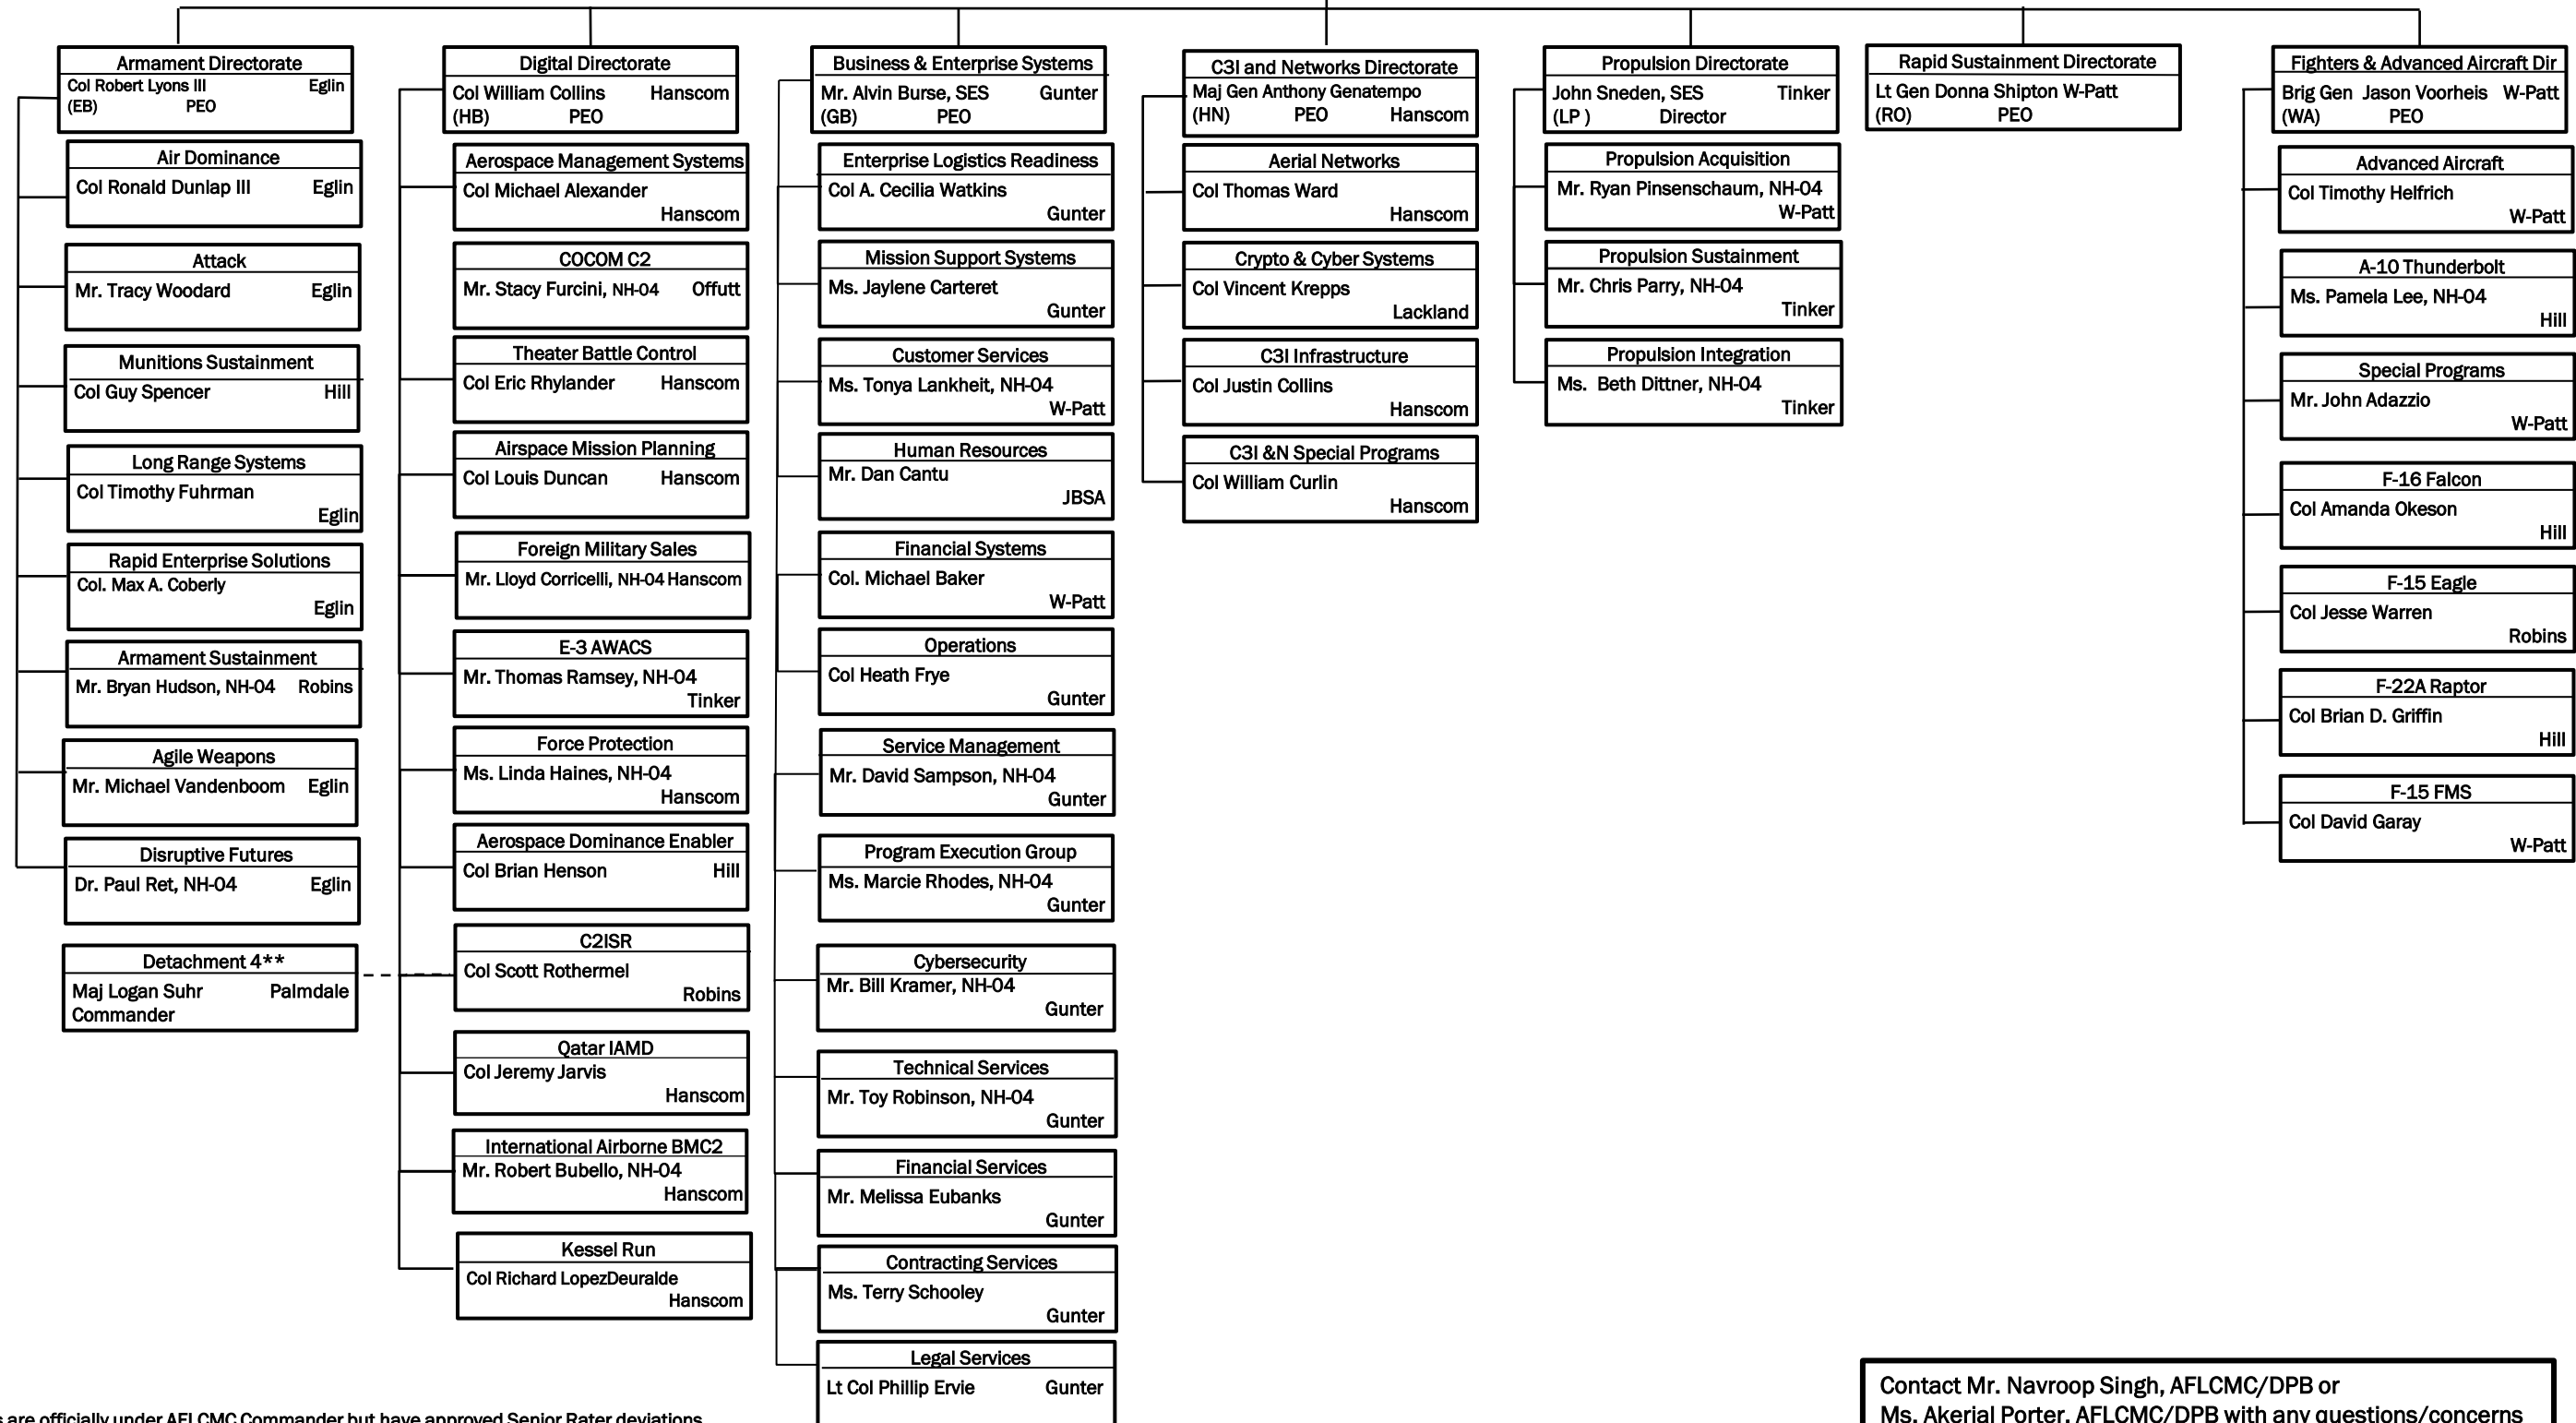 Armament Directorate
Col Robert Lyons III Eglin
(EB) PEO
Air Dominance
Col Ronald Dunlap III Eglin
Attack
Mr. Tracy Woodard Eglin
Munitions Sustainment
Col Guy Spencer Hill
Long Range Systems
Col Timothy Fuhrman
Eglin
Rapid Enterprise Solutions
Col. Max A. Coberly
Eglin
Armament Sustainment
Mr. Bryan Hudson, NH-04 Robins
Agile Weapons
Mr. Michael Vandenboom Eglin
Disruptive Futures
Dr. Paul Ret, NH-04 Eglin
Detachment 4**
Maj Logan Suhr Palmdale
Commander
Digital Directorate
Col William Collins Hanscom
(HB) PEO
Aerospace Management Systems
Col Michael Alexander
Hanscom
COCOM C2
Mr. Stacy Furcini, NH-04 Offutt
Theater Battle Control
Col Eric Rhylander Hanscom
Airspace Mission Planning
Col Louis Duncan Hanscom
Foreign Military Sales
Mr. Lloyd Corricelli, NH-04 Hanscom
E-3 AWACS
Mr. Thomas Ramsey, NH-04
Tinker
Force Protection
Ms. Linda Haines, NH-04
Hanscom
Aerospace Dominance Enabler
Col Brian Henson Hill
C2ISR
Col Scott Rothermel
Robins
Qatar IAMD
Col Jeremy Jarvis
Hanscom
International Airborne BMC2
Mr. Robert Bubello, NH-04
Hanscom
Kessel Run
Col Richard LopezDeuralde
Hanscom
Business & Enterprise Systems
Mr. Alvin Burse, SES Gunter
(GB) PEO
Enterprise Logistics Readiness
Col A. Cecilia Watkins
Gunter
Mission Support Systems
Ms. Jaylene Carteret
Gunter
Customer Services
Ms. Tonya Lankheit, NH-04
W-Patt
Human Resources
Mr. Dan Cantu
JBSA
Financial Systems
Col. Michael Baker
W-Patt
Operations
Col Heath Frye
Gunter
Service Management
Mr. David Sampson, NH-04
Gunter
Program Execution Group
Ms. Marcie Rhodes, NH-04
Gunter
Cybersecurity
Mr. Bill Kramer, NH-04
Gunter
Technical Services
Mr. Toy Robinson, NH-04
Gunter
Financial Services
Mr. Melissa Eubanks
Gunter
Contracting Services
Ms. Terry Schooley
Gunter
Legal Services
Lt Col Phillip Ervie Gunter
C3I and Networks Directorate
Maj Gen Anthony Genatempo
(HN) PEO Hanscom
Aerial Networks
Col Thomas Ward
Hanscom
Crypto & Cyber Systems
Col Vincent Krepps
Lackland
C3I Infrastructure
Col Justin Collins
Hanscom
C3I &N Special Programs
Col William Curlin
Hanscom
Propulsion Directorate
John Sneden, SES Tinker
(LP ) Director
Propulsion Acquisition
Mr. Ryan Pinsenschaum, NH-04
W-Patt
Propulsion Sustainment
Mr. Chris Parry, NH-04
Tinker
Propulsion Integration
Ms. Beth Dittner, NH-04
Tinker
Rapid Sustainment Directorate
Lt Gen Donna Shipton W-Patt
(RO) PEO
Fighters & Advanced Aircraft Dir
Brig Gen Jason Voorheis W-Patt
(WA) PEO
Advanced Aircraft
Col Timothy Helfrich
W-Patt
A-10 Thunderbolt
Ms. Pamela Lee, NH-04
Hill
Special Programs
Mr. John Adazzio
W-Patt
F-16 Falcon
Col Amanda Okeson
Hill
F-15 Eagle
Col Jesse Warren
Robins
F-22A Raptor
Col Brian D. Griffin
Hill
F-15 FMS
Col David Garay
W-Patt
are officially under AFLCMC Commander but have approved Senior Rater deviations
Contact Mr. Navroop Singh, AFLCMC/DPB or
Ms. Akerial Porter, AFLCMC/DPB with any questions/concerns